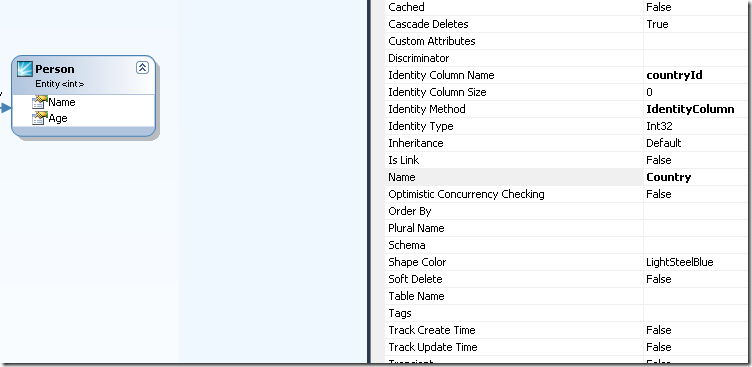 Person
Entity <int>
Name
Age
Cached False
Cascade Deletes True
Custom Attributes
Discriminator
Identity Column Name countryId
Identity Column Size 0
Identity Method IdentityColumn
Identity Type Int32
Inheritance Default
Is Link False
Name Country
Optimistic Concurrency Checking False
Order By
Plural Name
Schema
Shape Color LightSteelBlue
Soft Delete False
Table Name
Tags
Track Create Time False
Track Update Time False
Transient False